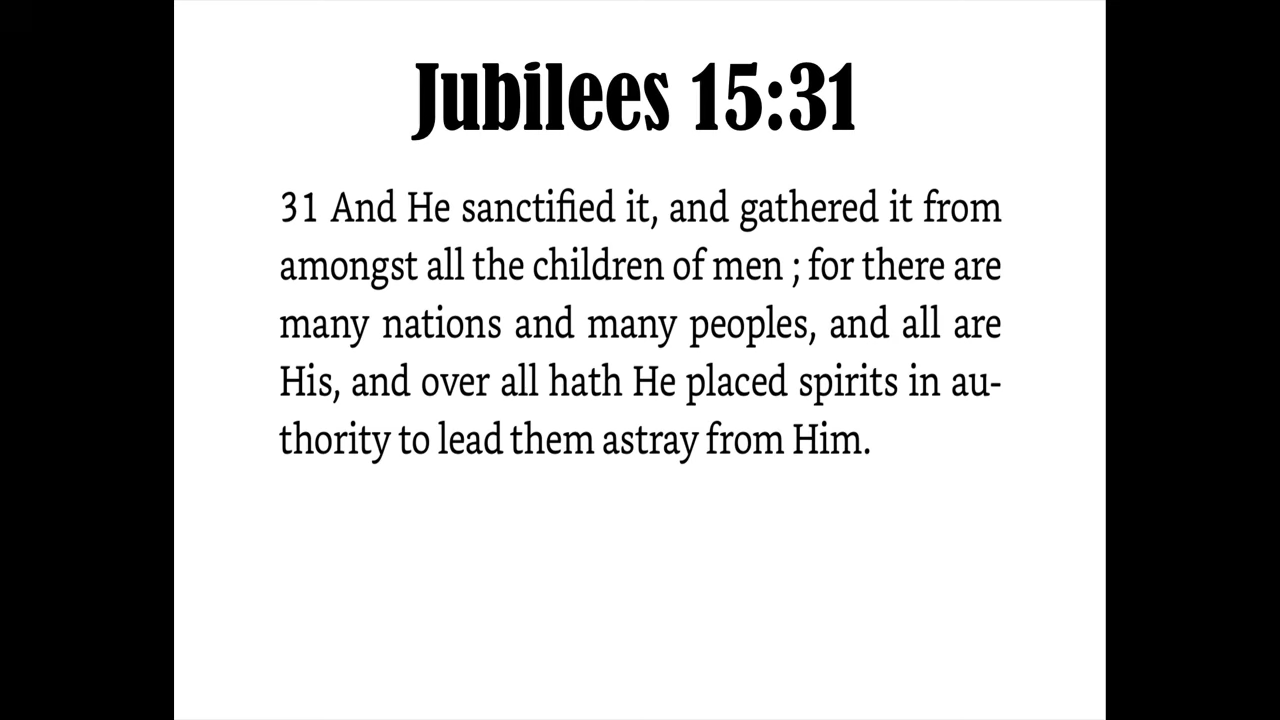 Jubilees 15:31
31 And He sanctified it, and gathered it from
amongst all the children of men ; for there are
many nations and many peoples, and all are
His, and over all hath He placed spirits in au-
thority to lead them astray from Him.